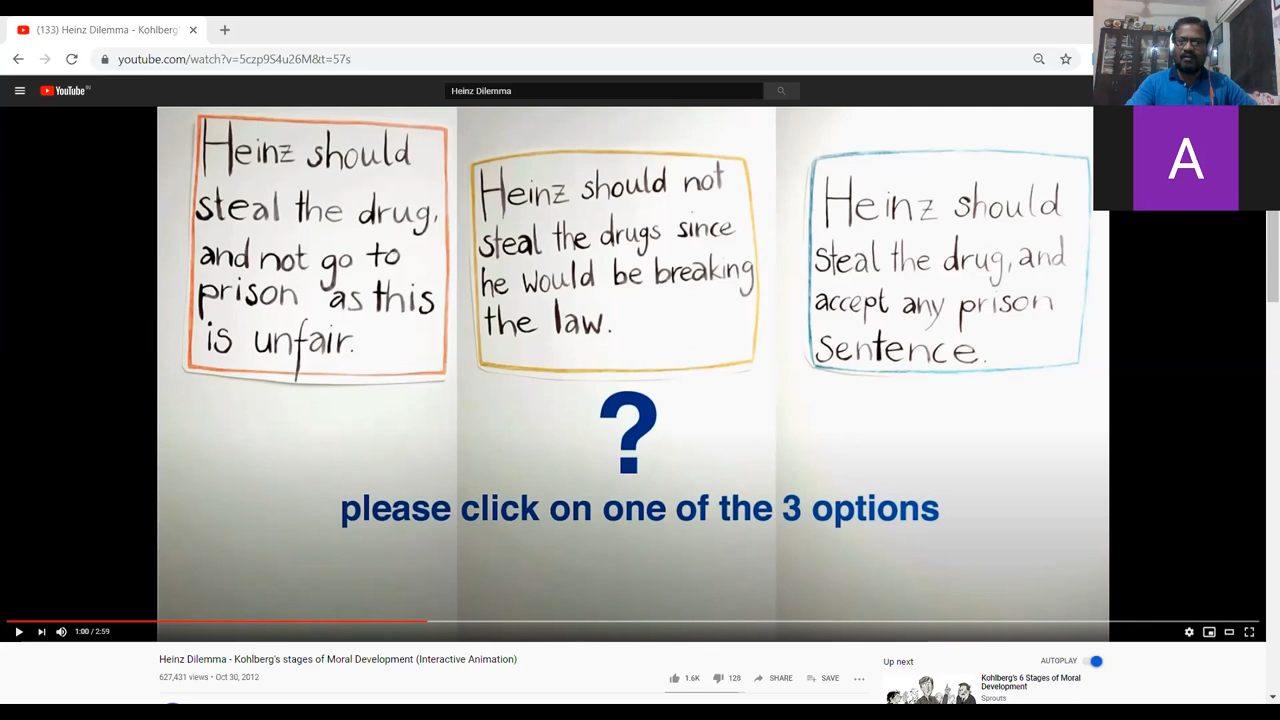 (133) Heinz Dilemma - Kohlberg'
youtube.com/watch?v=5czp9S4u26M&t=57s
YouTube IN
Heinz Dilemma
Heinz should
steal the drug,
and not go to
prison as this
is unfair.
Heinz should not
steal the drugs since
he would be breaking
the law.
Heinz should
steal the drug, and
accept any prison
sentence.
A
?
please click on one of the 3 options
1:00 / 2:59
Heinz Dilemma - Kohlberg's stages of Moral Development (Interactive Animation)
627,431 views • Oct 30, 2012
1.6K
128
SHARE
SAVE
Up next
AUTOPLAY
Kohlberg's 6 Stages of Moral
Development
Sprouts